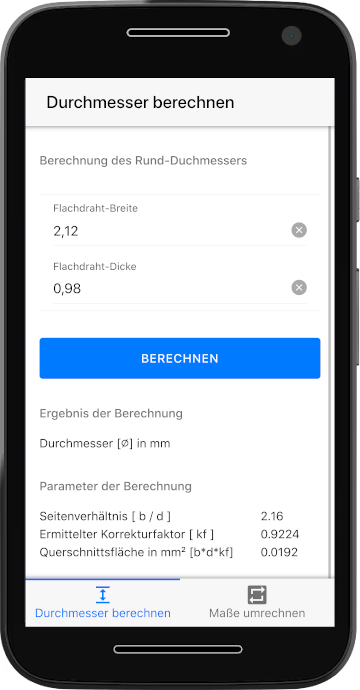 Durchmesser berechnen
Berechnung des Rund-Duchmessers
Flachdraht-Breite
2,12
Flachdraht-Dicke
0,98
BERECHNEN
Ergebnis der Berechnung
Durchmesser [Ø] in mm
Parameter der Berechnung
Seitenverhältnis [ b / d ] 2.16
Ermittelter Korrekturfaktor [ kf ] 0.9224
Querschnittsfläche in mm² [b*d*kf] 0.0192
Durchmesser berechnen Maße umrechnen